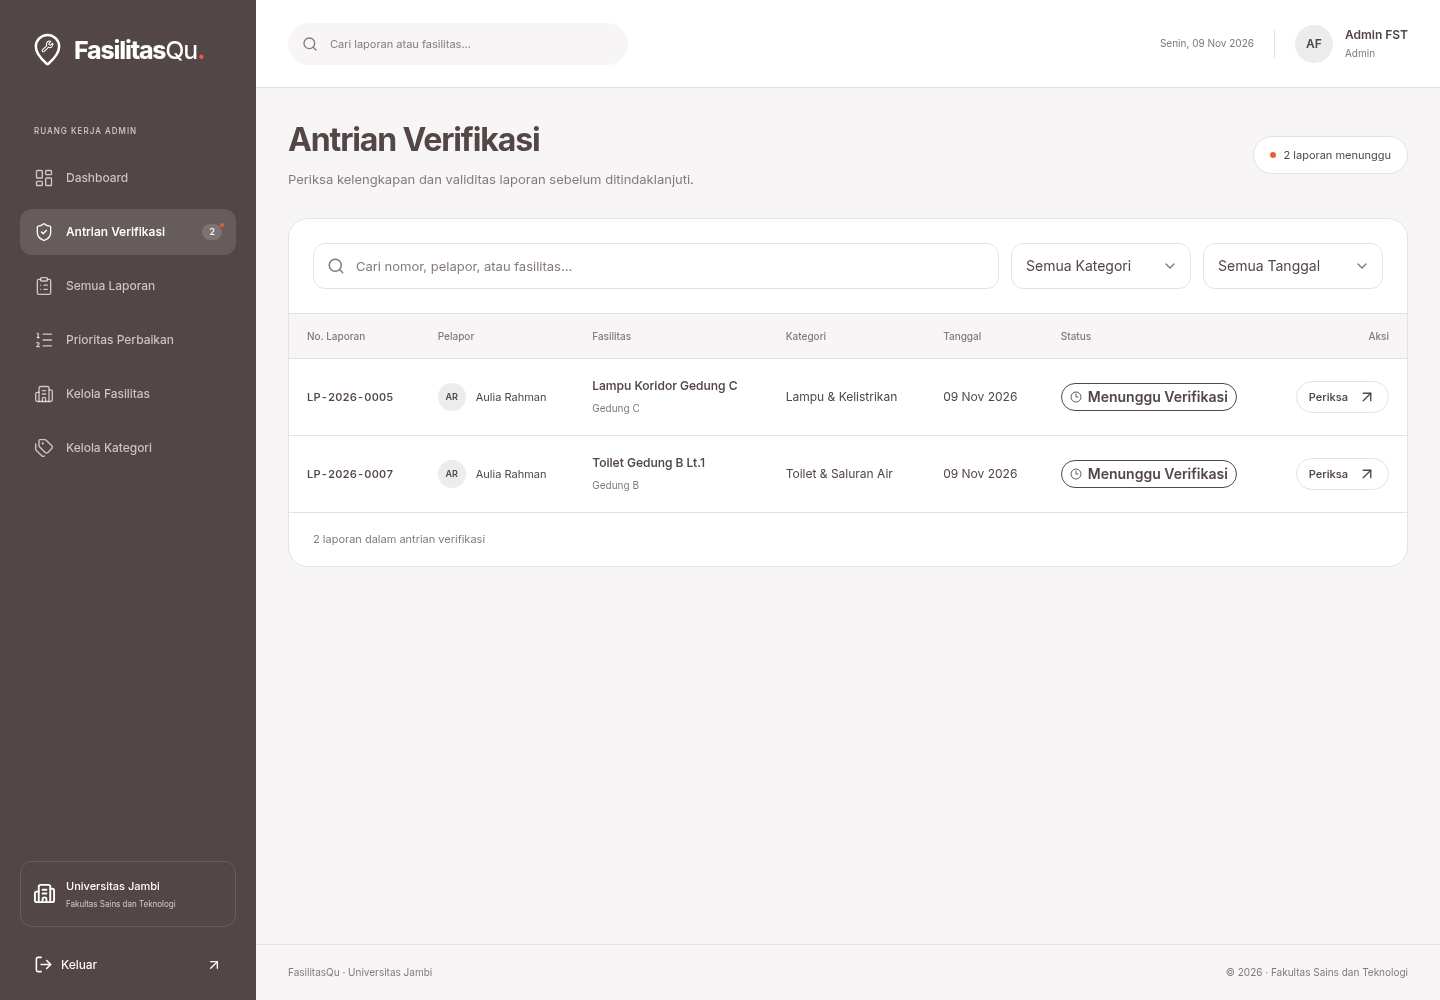 FasilitasQu.
RUANG KERJA ADMIN
Dashboard
Antrian Verifikasi 2
Semua Laporan
Prioritas Perbaikan
Kelola Fasilitas
Kelola Kategori
Universitas Jambi
Fakultas Sains dan Teknologi
Keluar
Cari laporan atau fasilitas...
Senin, 09 Nov 2026
AF
Admin FST
Admin
Antrian Verifikasi
Periksa kelengkapan dan validitas laporan sebelum ditindaklanjuti.
2 laporan menunggu
Cari nomor, pelapor, atau fasilitas...
Semua Kategori
Semua Tanggal
No. Laporan Pelapor Fasilitas Kategori Tanggal Status Aksi
LP-2026-0005 AR Aulia Rahman Lampu Koridor Gedung C Lampu & Kelistrikan 09 Nov 2026 Menunggu Verifikasi Periksa
Gedung C
LP-2026-0007 AR Aulia Rahman Toilet Gedung B Lt.1 Toilet & Saluran Air 09 Nov 2026 Menunggu Verifikasi Periksa
Gedung B
2 laporan dalam antrian verifikasi
FasilitasQu · Universitas Jambi
© 2026 · Fakultas Sains dan Teknologi